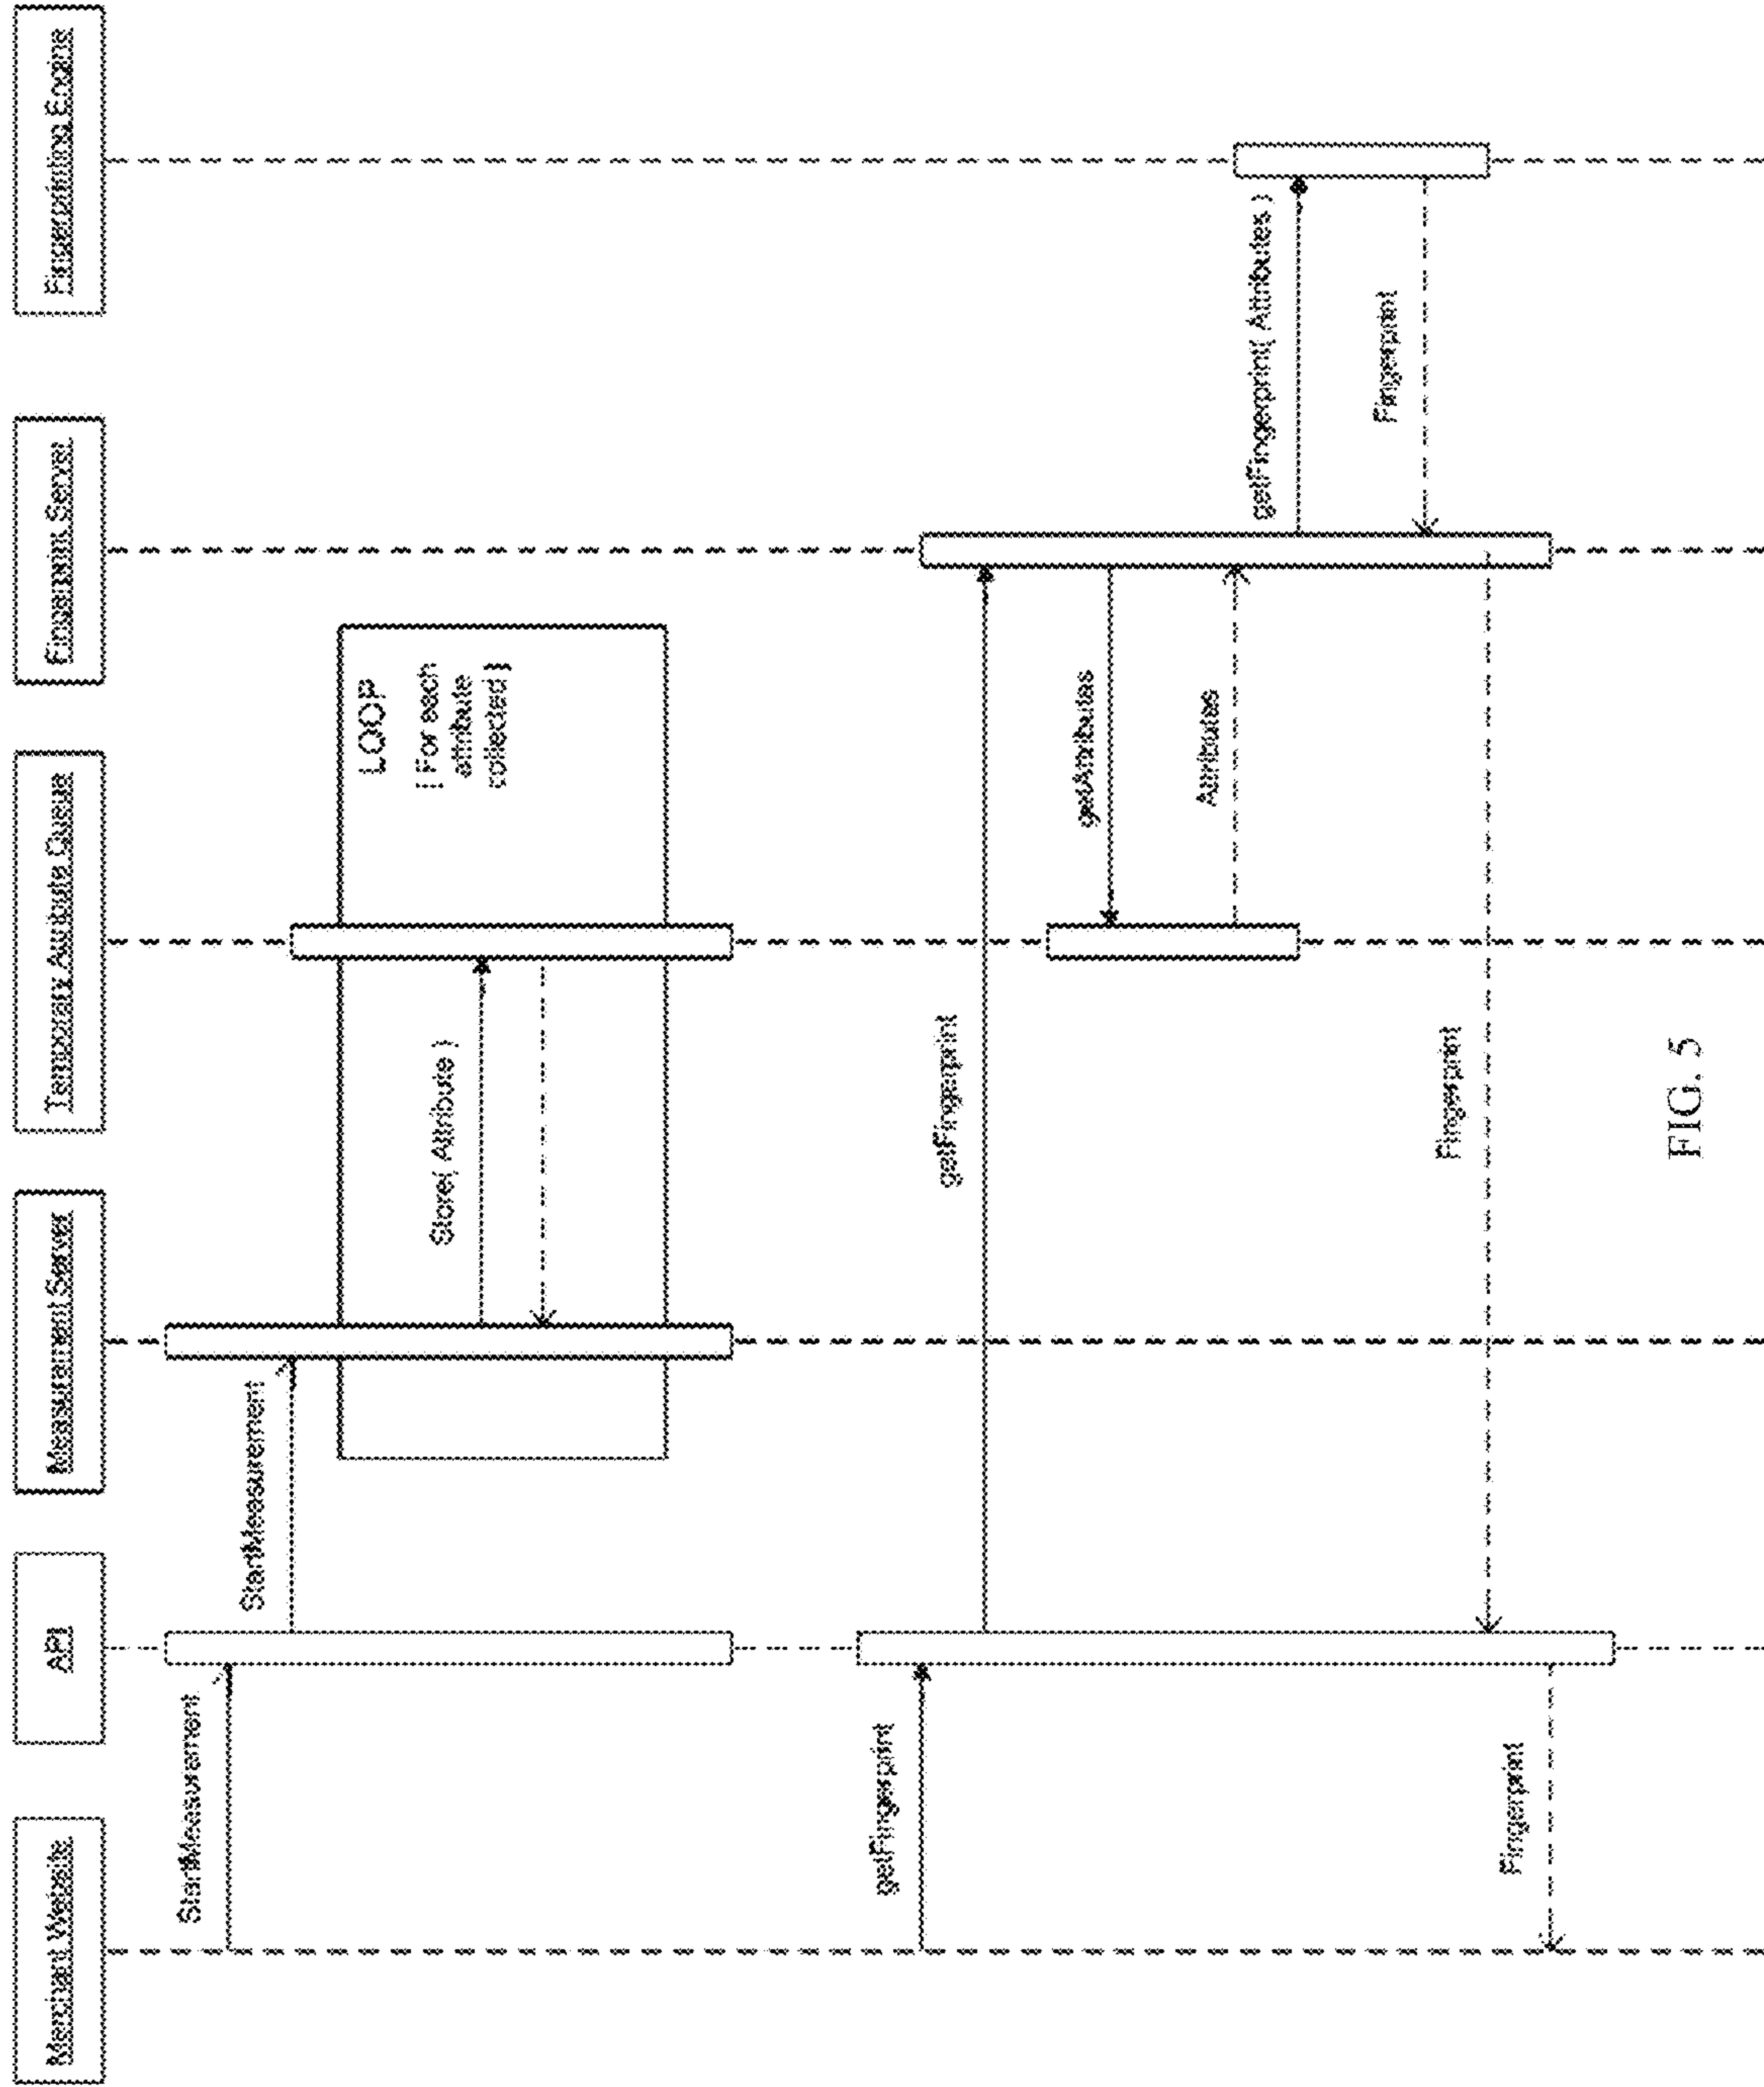 Merchant Website
API
Measurement Server
Temporary Attribute Queue
Fingerprint Server
Fingerprinting Engine
StartMeasurement
StartMeasurement
LOOP
[ For each
attribute
collected ]
Store( Attribute )
getFingerprint
getFingerprint
getAttributes
Attributes
getFingerprint( Attributes )
Fingerprint
Fingerprint
Fingerprint
FIG. 5